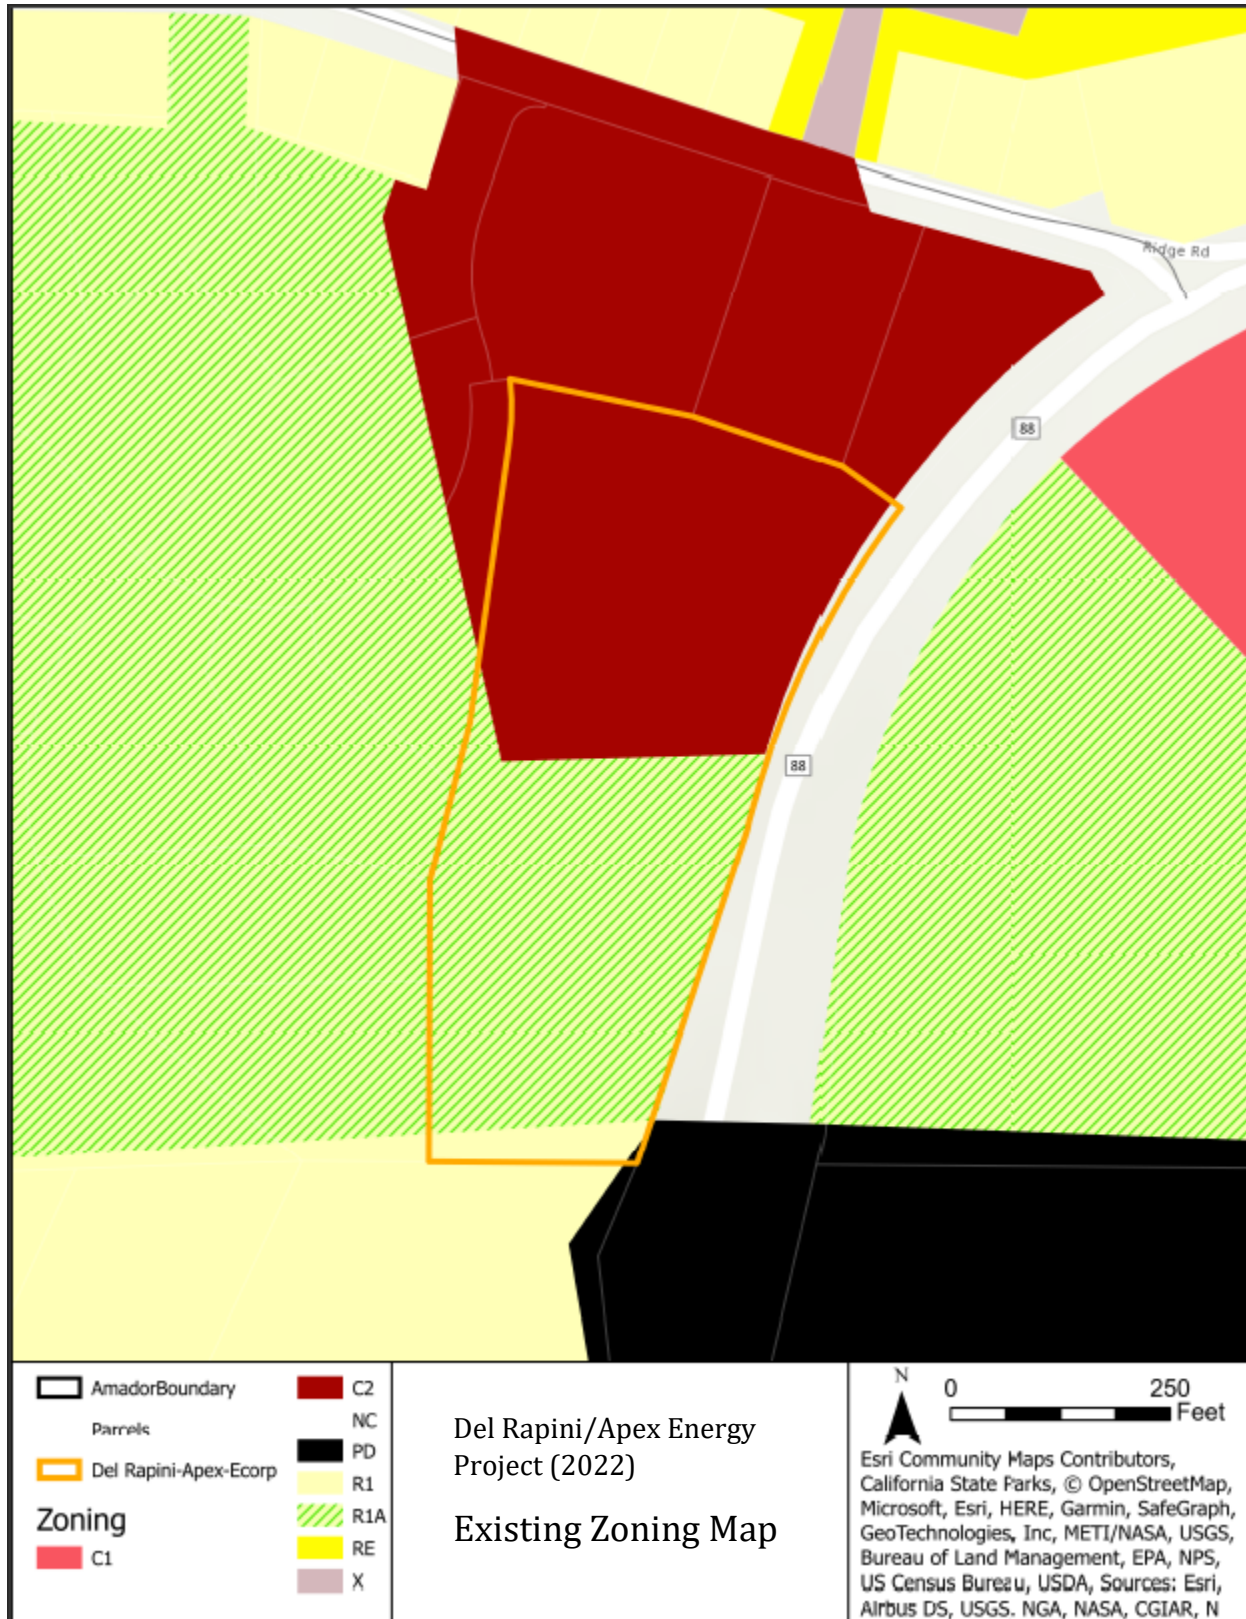 Ridge Rd
88
88
AmadorBoundary
Parcels
Del Rapini-Apex-Ecorp
Zoning
C1
C2
NC
PD
R1
R1A
RE
X
Del Rapini/Apex Energy
Project (2022)
Existing Zoning Map
N
0 250
Feet
Esri Community Maps Contributors,
California State Parks, © OpenStreetMap,
Microsoft, Esri, HERE, Garmin, SafeGraph,
GeoTechnologies, Inc, METI/NASA, USGS,
Bureau of Land Management, EPA, NPS,
US Census Bureau, USDA, Sources: Esri,
Airbus DS, USGS, NGA, NASA, CGIAR, N